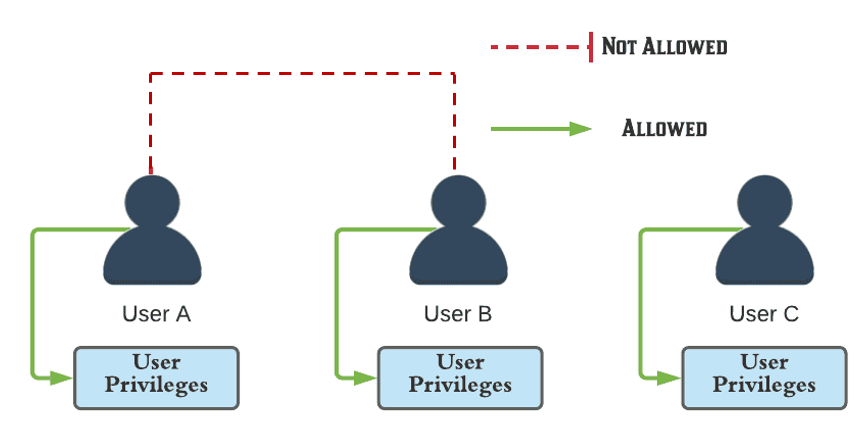 Not Allowed
Allowed
User A
User B
User C
User
Privileges
User
Privileges
User
Privileges